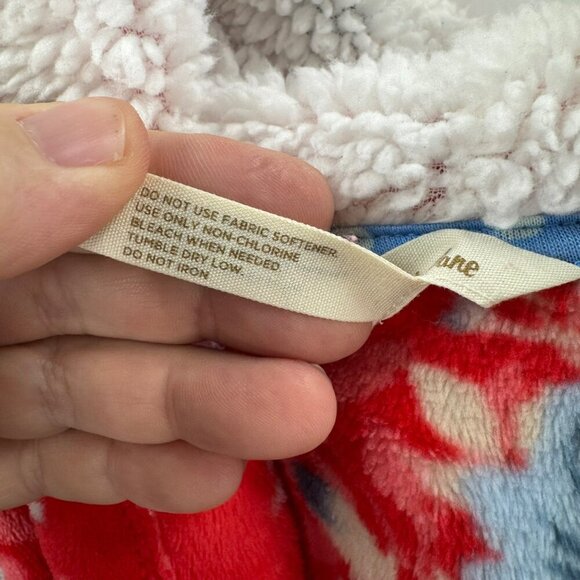 DO NOT USE FABRIC SOFTENER.
USE ONLY NON-CHLORINE
BLEACH WHEN NEEDED
TUMBLE DRY LOW.
DO NOT IRON